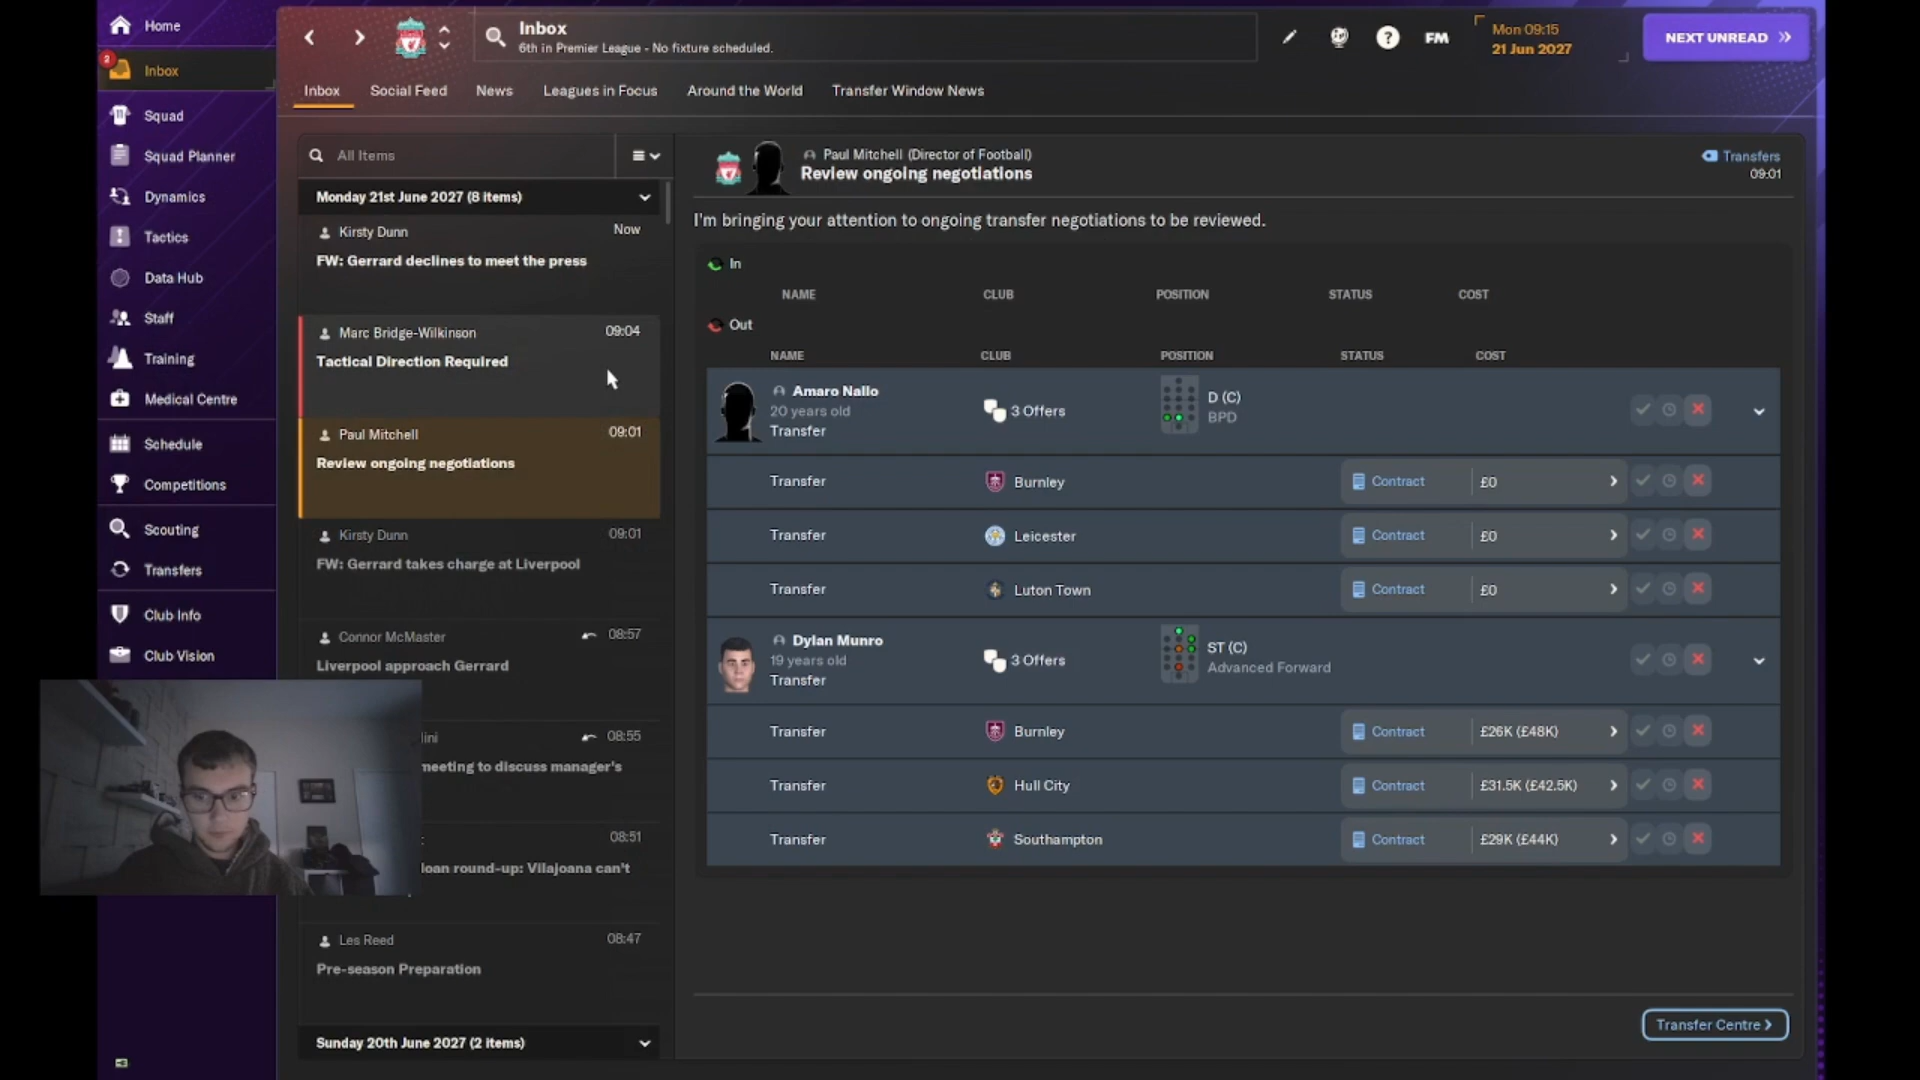 Home
2
Inbox
Squad
Squad Planner
Dynamics
Tactics
Data Hub
Staff
Training
Medical Centre
Schedule
Competitions
Scouting
Transfers
Club Info
Club Vision
Inbox
6th in Premier League - No fixture scheduled.
?
FM
Mon 09:15
21 Jun 2027
NEXT UNREAD
Inbox
Social Feed
News
Leagues in Focus
Around the World
Transfer Window News
All Items
Monday 21st June 2027 (8 items)
Kirsty Dunn
Now
FW: Gerrard declines to meet the press
Marc Bridge-Wilkinson
09:04
Tactical Direction Required
Paul Mitchell
09:01
Review ongoing negotiations
Kirsty Dunn
09:01
FW: Gerrard takes charge at Liverpool
Connor McMaster
08:57
Liverpool approach Gerrard
lini
08:55
meeting to discuss manager's
08:51
loan round-up: Vilajoana can't
Les Reed
08:47
Pre-season Preparation
Sunday 20th June 2027 (2 items)
Paul Mitchell (Director of Football)
Review ongoing negotiations
Transfers
09:01
I'm bringing your attention to ongoing transfer negotiations to be reviewed.
In
NAME CLUB POSITION STATUS COST
Out
NAME CLUB POSITION STATUS COST
Amaro Nallo
20 years old
Transfer
3 Offers
D (C)
BPD
Transfer Burnley Contract £0
Transfer Leicester Contract £0
Transfer Luton Town Contract £0
Dylan Munro
19 years old
Transfer
3 Offers
ST (C)
Advanced Forward
Transfer Burnley Contract £26K (£48K)
Transfer Hull City Contract £31.5K (£42.5K)
Transfer Southampton Contract £29K (£44K)
Transfer Centre